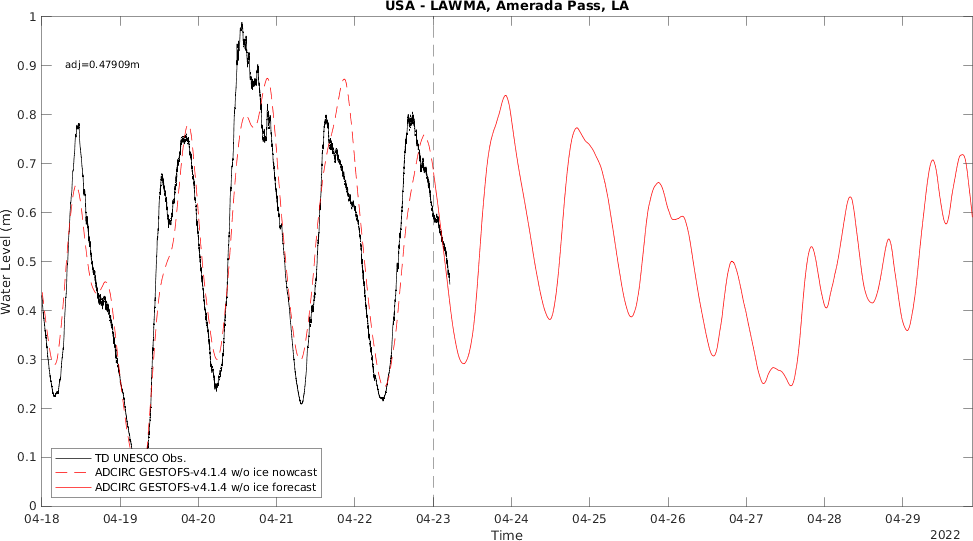 USA - LAWMA, Amerada Pass, LA
1
0.9
adj=0.47909m
0.8
0.7
0.6
0.5
0.4
0.3
0.2
0.1
0
Water Level (m)
TD UNESCO Obs.
ADCIRC GESTOFS-v4.1.4 w/o ice nowcast
ADCIRC GESTOFS-v4.1.4 w/o ice forecast
04-18 04-19 04-20 04-21 04-22 04-23 04-24 04-25 04-26 04-27 04-28 04-29
Time
2022